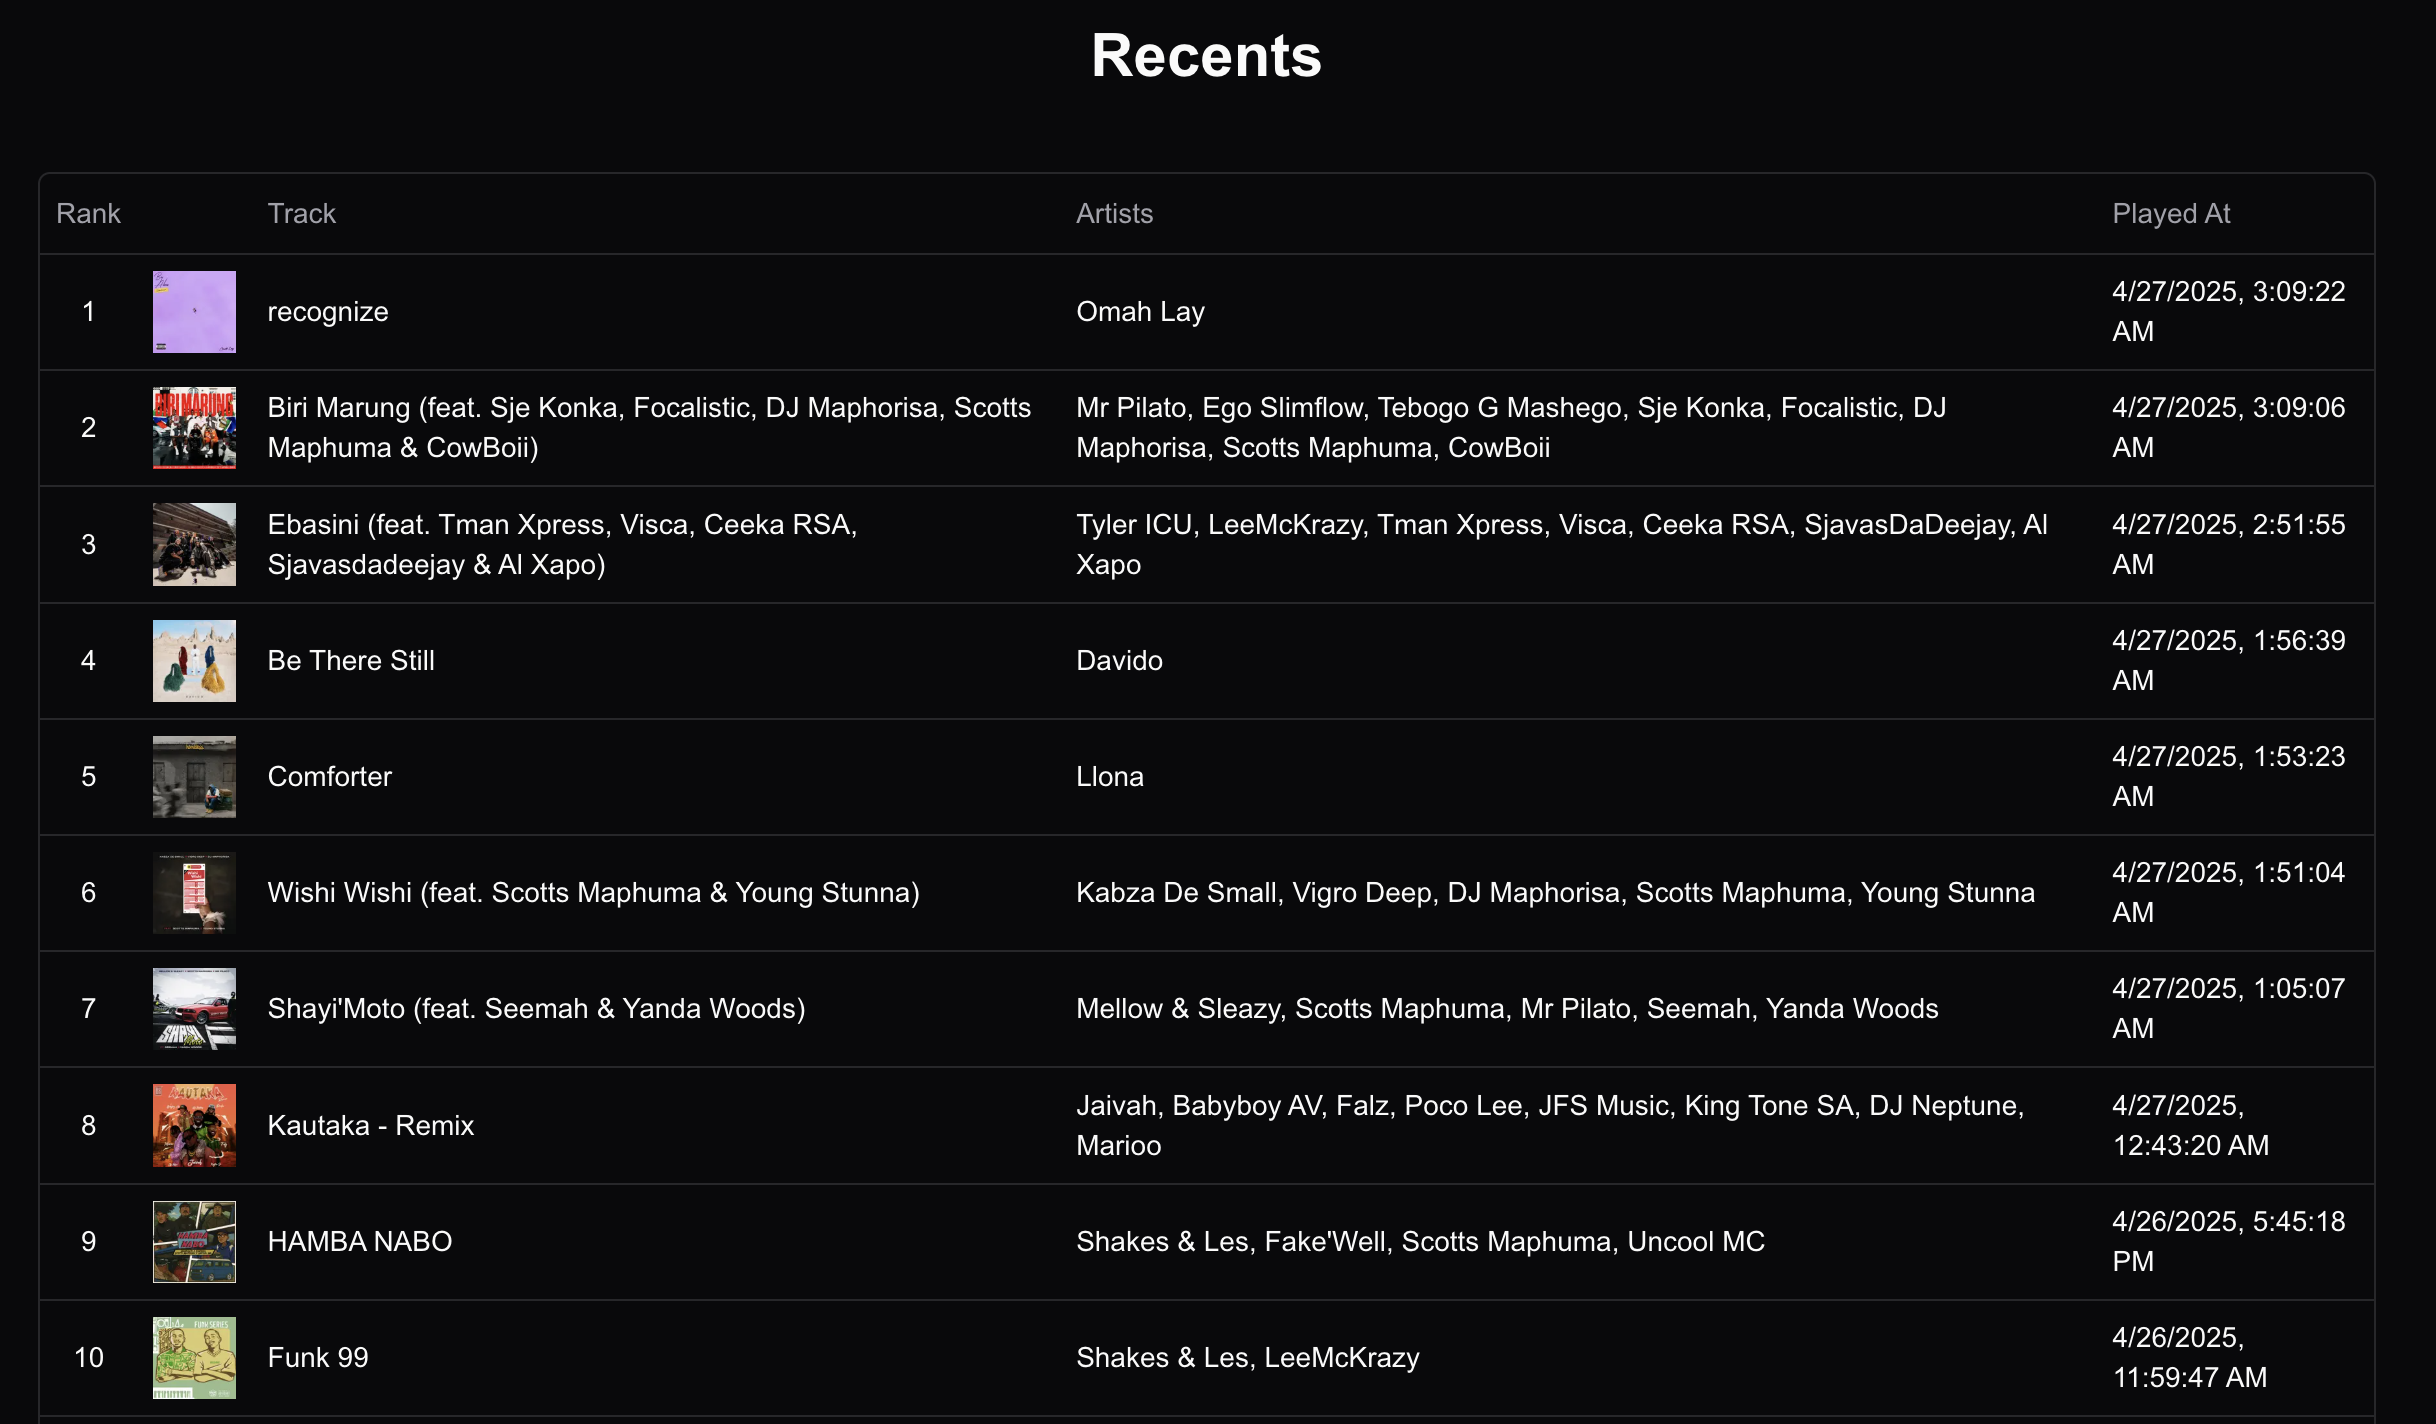 Recents
Rank Track Artists Played At
1 recognize Omah Lay 4/27/2025, 3:09:22
AM
2 Biri Marung (feat. Sje Konka, Focalistic, DJ Maphorisa, Scotts Mr Pilato, Ego Slimflow, Tebogo G Mashego, Sje Konka, Focalistic, DJ 4/27/2025, 3:09:06
Maphuma & CowBoii) Maphorisa, Scotts Maphuma, CowBoii AM
BIRI MARUNG
3 Ebasini (feat. Tman Xpress, Visca, Ceeka RSA, Tyler ICU, LeeMcKrazy, Tman Xpress, Visca, Ceeka RSA, SjavasDaDeejay, Al 4/27/2025, 2:51:55
Sjavasdadeejay & Al Xapo) Xapo AM
4 Be There Still Davido 4/27/2025, 1:56:39
AM
5 Comforter Llona 4/27/2025, 1:53:23
AM
6 Wishi Wishi (feat. Scotts Maphuma & Young Stunna) Kabza De Small, Vigro Deep, DJ Maphorisa, Scotts Maphuma, Young Stunna 4/27/2025, 1:51:04
AM
7 Shayi'Moto (feat. Seemah & Yanda Woods) Mellow & Sleazy, Scotts Maphuma, Mr Pilato, Seemah, Yanda Woods 4/27/2025, 1:05:07
AM
SHAYI
Moto
8 Kautaka - Remix Jaivah, Babyboy AV, Falz, Poco Lee, JFS Music, King Tone SA, DJ Neptune, 4/27/2025,
Marioo 12:43:20 AM
KAUTAKA
9 HAMBA NABO Shakes & Les, Fake'Well, Scotts Maphuma, Uncool MC 4/26/2025, 5:45:18
PM
HAMBA
NABO
10 Funk 99 Shakes & Les, LeeMcKrazy 4/26/2025,
11:59:47 AM
FUNK SERIES